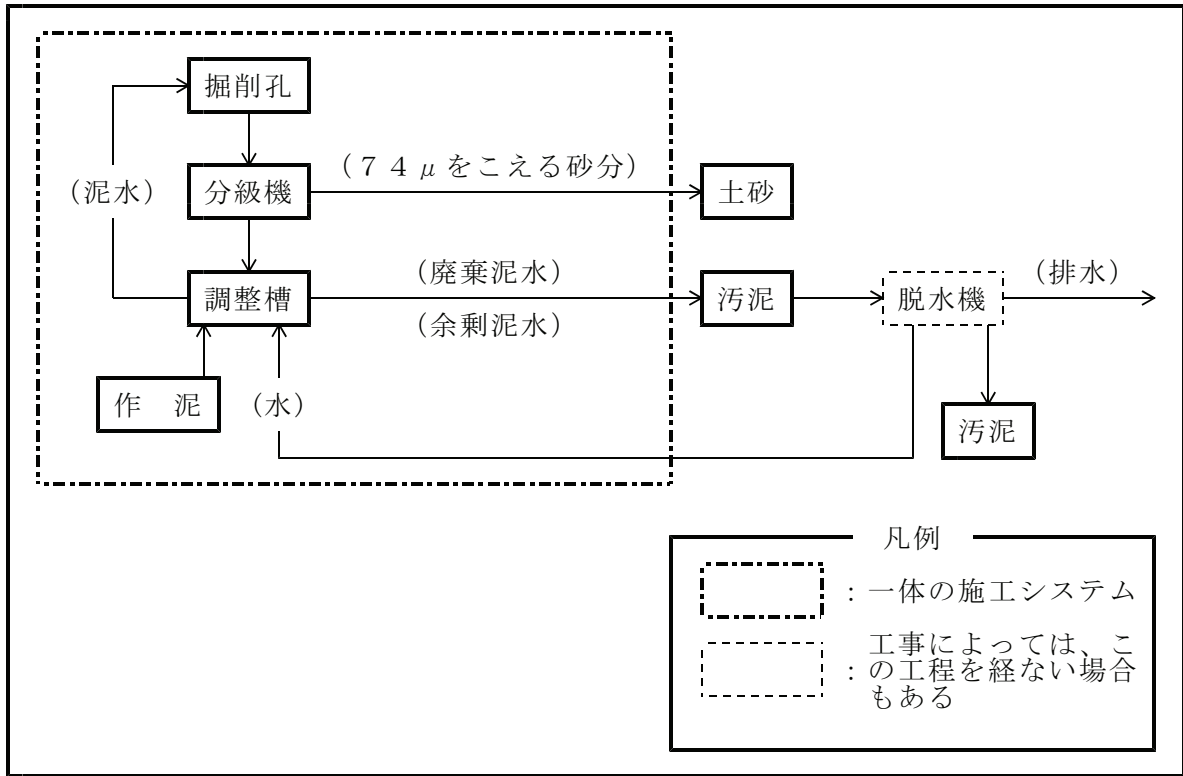 掘削孔
(74μをこえる砂分)
(泥水)
分級機
土砂
(廃棄泥水)
(排水)
調整槽
汚泥
脱水機
(余剰泥水)
作 泥
(水)
汚泥
凡例
:一体の施工システム
工事によっては、こ
:の工程を経ない場合
もある